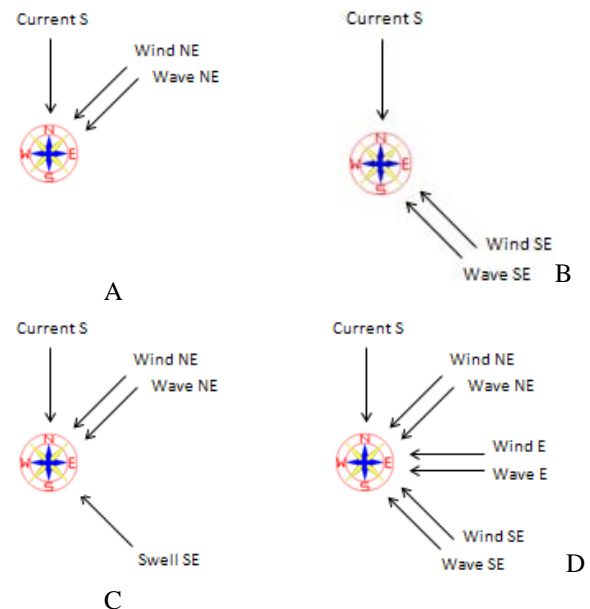 Current S
Wind NE
Wave NE
N
W E
S
A
Current S
N
W E
S
Wind SE
Wave SE
B
Current S
Wind NE
Wave NE
N
W E
S
Swell SE
C
Current S
Wind NE
Wave NE
N
W E
S
Wind E
Wave E
Wind SE
Wave SE
D